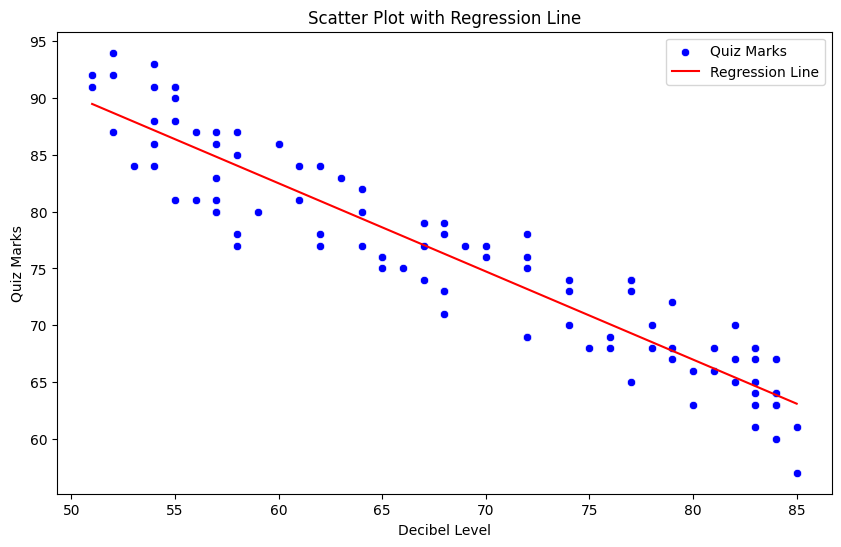 Scatter Plot with Regression Line
Quiz Marks
Regression Line
95
90
85
80
75
70
65
60
Quiz Marks
50 55 60 65 70 75 80 85
Decibel Level